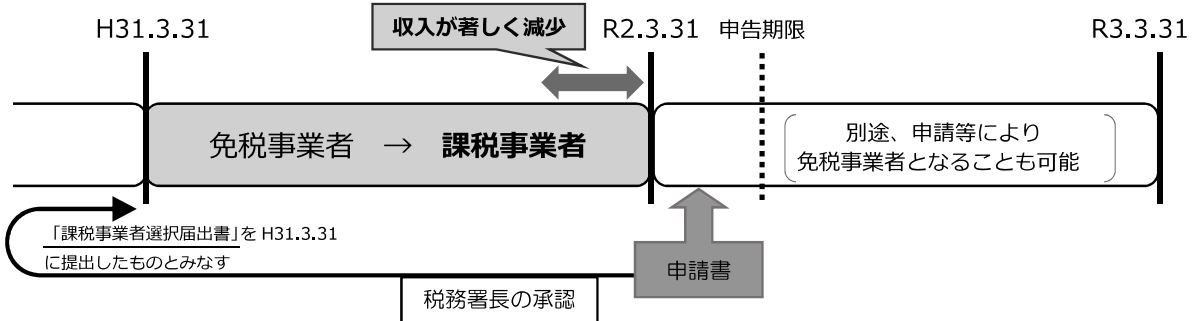 H31.3.31
収入が著しく減少
R2.3.31
申告期限
R3.3.31
免税事業者 → 課税事業者
別途、申請等により
免税事業者となることも可能
「課税事業者選択届出書」を H31.3.31
に提出したものとみなす
申請書
税務署長の承認